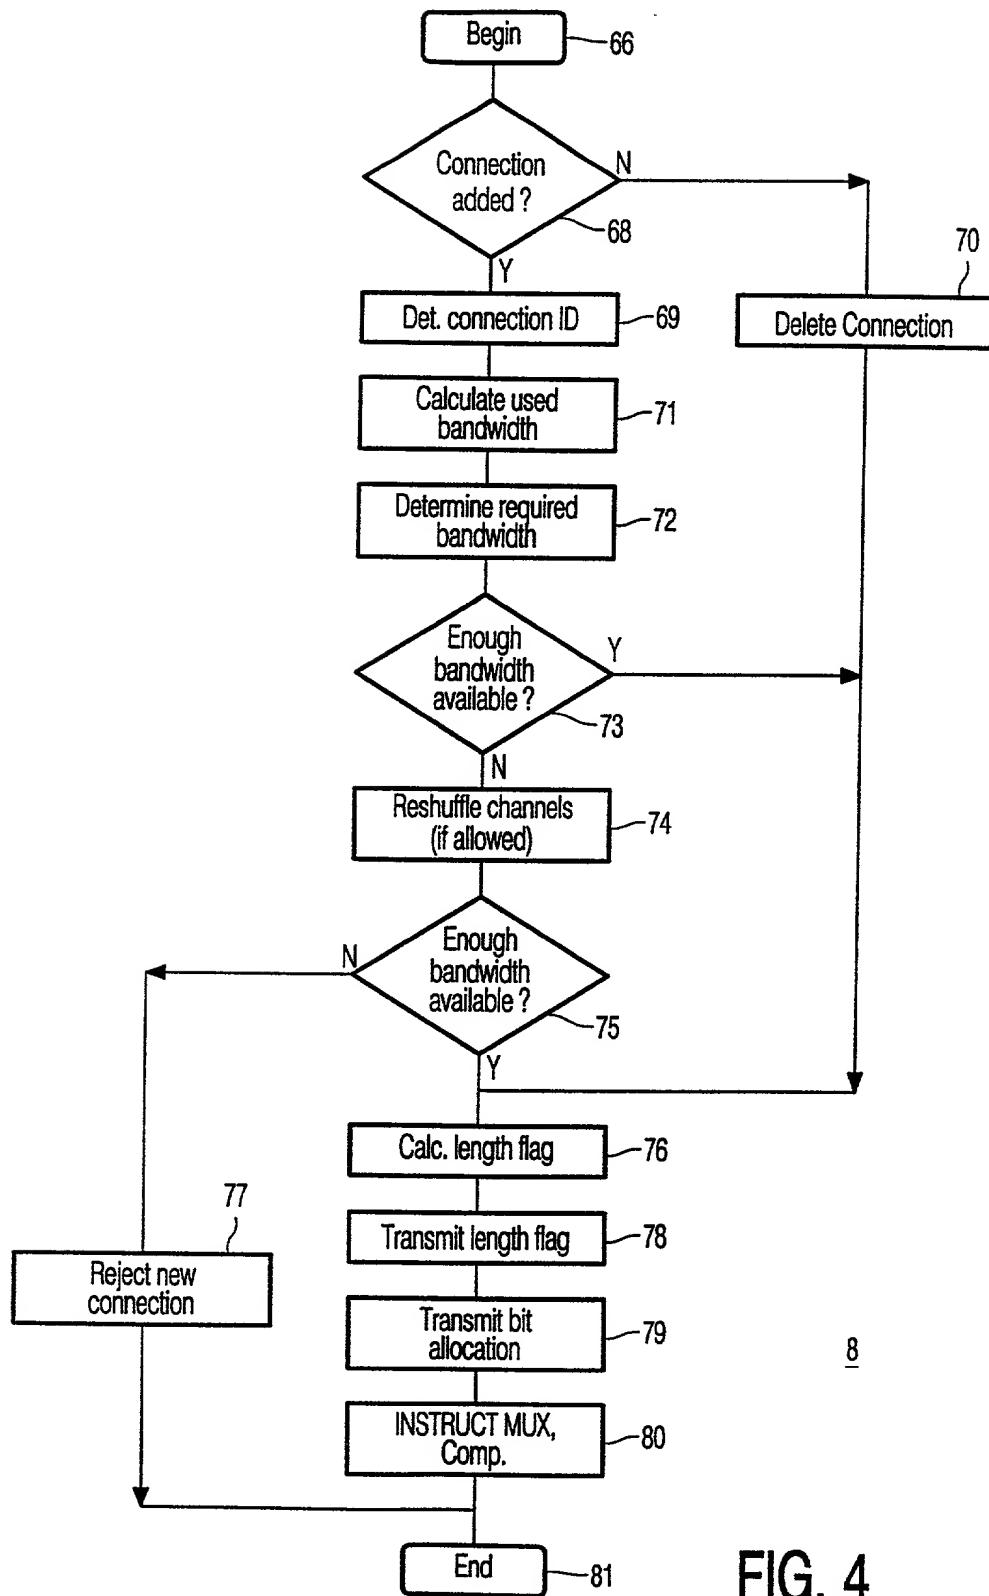 Begin
66
Connection
added ?
N
68
Y
70
Det. connection ID
69
Delete Connection
Calculate used
bandwidth
71
Determine required
bandwidth
72
Enough
bandwidth
available ?
Y
73
N
Reshuffle channels
(if allowed)
74
N
Enough
bandwidth
available ?
75
Y
Calc. length flag
76
77
Transmit length flag
78
Reject new
connection
Transmit bit
allocation
79
8
INSTRUCT MUX,
Comp.
80
End
81
FIG. 4